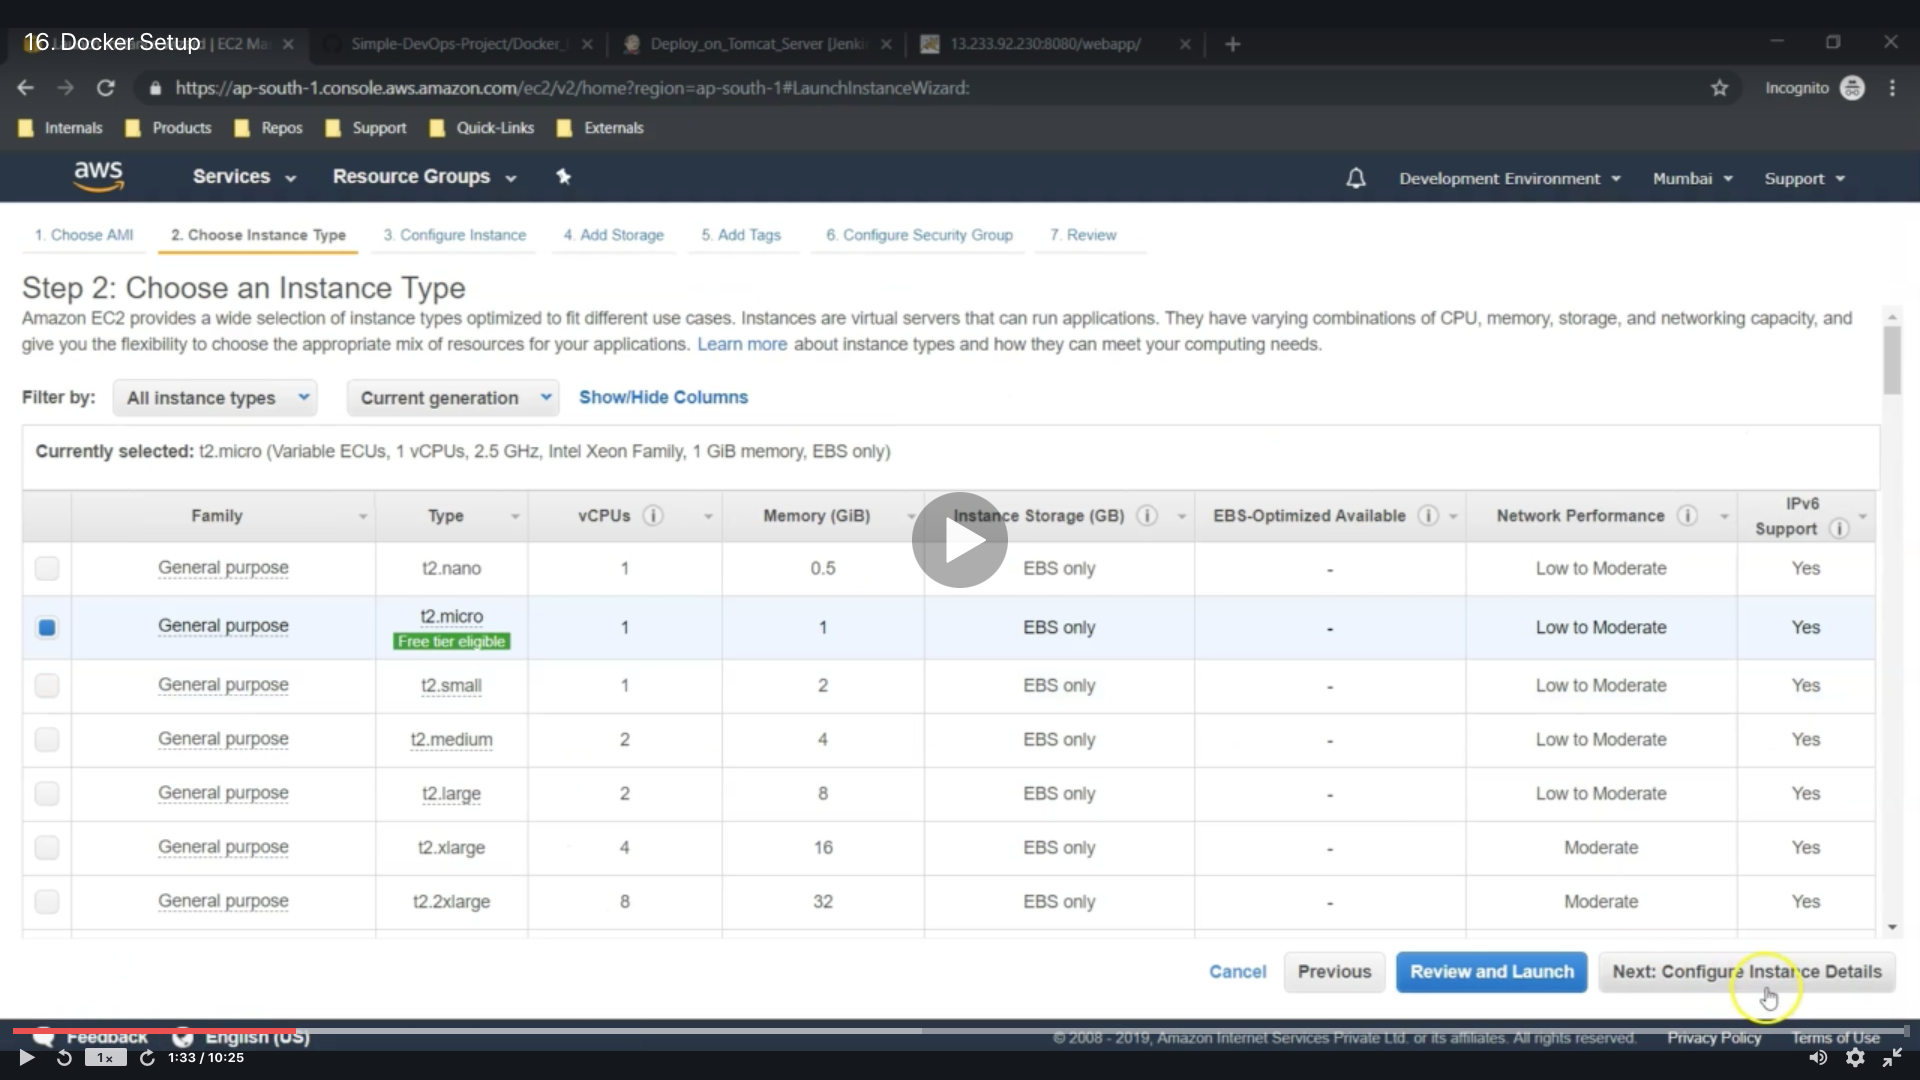 16. Docker Setup
EC2 Ma
Simple-DevOps-Project/Docker_
Deploy_on_Tomcat_Server [Jenki
13.233.92.230:8080/webapp/
https://ap-south-1.console.aws.amazon.com/ec2/v2/home?region=ap-south-1#LaunchInstanceWizard:
Incognito
Internals
Products
Repos
Support
Quick-Links
Externals
aws
Services
Resource Groups
Development Environment
Mumbai
Support
1. Choose AMI
2. Choose Instance Type
3. Configure Instance
4. Add Storage
5. Add Tags
6. Configure Security Group
7. Review
Step 2: Choose an Instance Type
Amazon EC2 provides a wide selection of instance types optimized to fit different use cases. Instances are virtual servers that can run applications. They have varying combinations of CPU, memory, storage, and networking capacity, and
give you the flexibility to choose the appropriate mix of resources for your applications. Learn more about instance types and how they can meet your computing needs.
Filter by:
All instance types
Current generation
Show/Hide Columns
Currently selected: t2.micro (Variable ECUs, 1 vCPUs, 2.5 GHz, Intel Xeon Family, 1 GiB memory, EBS only)
Family
Type
vCPUs
Memory (GiB)
Instance Storage (GB)
EBS-Optimized Available
Network Performance
IPv6
Support
General purpose t2.nano 1 0.5 EBS only - Low to Moderate Yes
General purpose t2.micro 1 1 EBS only - Low to Moderate Yes
Free tier eligible
General purpose t2.small 1 2 EBS only - Low to Moderate Yes
General purpose t2.medium 2 4 EBS only - Low to Moderate Yes
General purpose t2.large 2 8 EBS only - Low to Moderate Yes
General purpose t2.xlarge 4 16 EBS only - Moderate Yes
General purpose t2.2xlarge 8 32 EBS only - Moderate Yes
Cancel
Previous
Review and Launch
Next: Configure Instance Details
Feedback
English (US)
© 2008 - 2019, Amazon Internet Services Private Ltd. or its affiliates. All rights reserved.
Privacy Policy
Terms of Use
1x
1:33 / 10:25